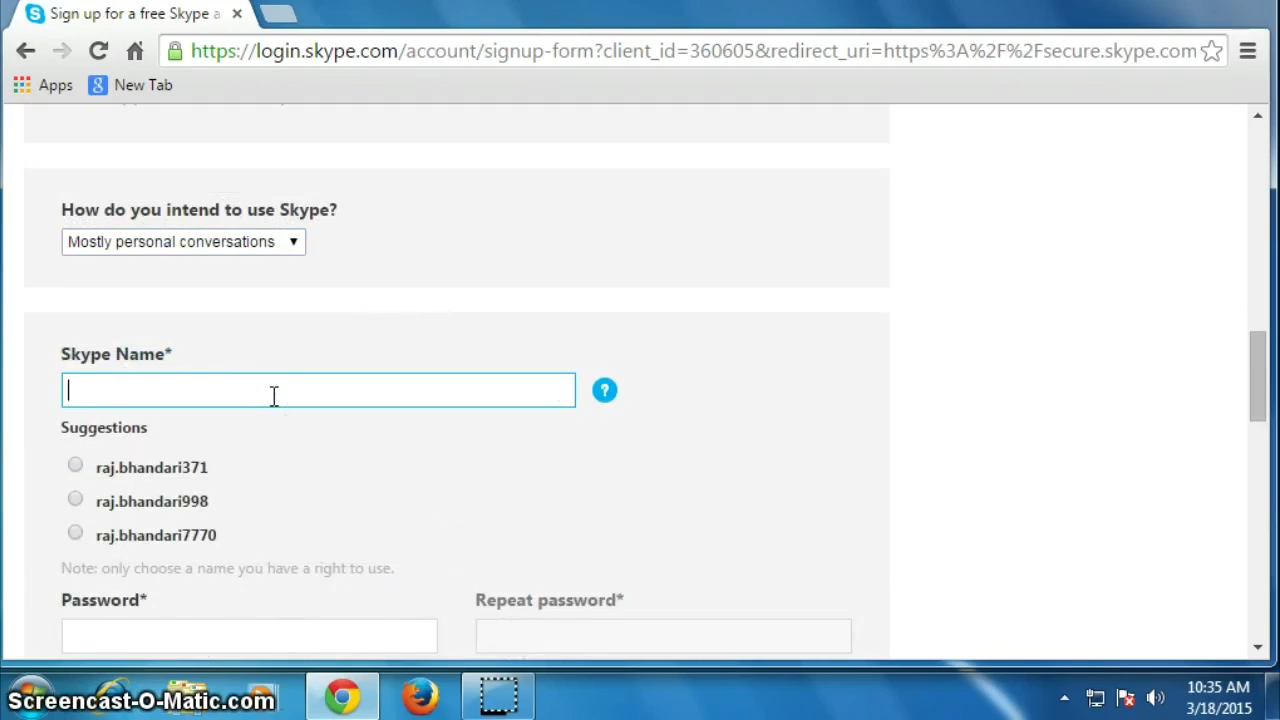 Sign up for a free Skype a
https://login.skype.com/account/signup-form?client_id=360605&redirect_uri=https%3A%2F%2Fsecure.skype.com
Apps
New Tab
How do you intend to use Skype?
Mostly personal conversations
Skype Name*
?
Suggestions
raj.bhandari371
raj.bhandari998
raj.bhandari7770
Note: only choose a name you have a right to use.
Password*
Repeat password*
Screencast-O-Matic.com
10:35 AM
3/18/2015